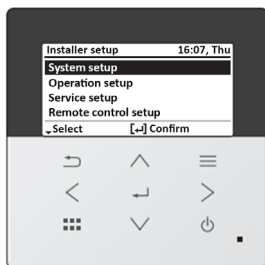 Installer setup 16:07, Thu
System setup
Operation setup
Service setup
Remote control setup
Select [↵] Confirm